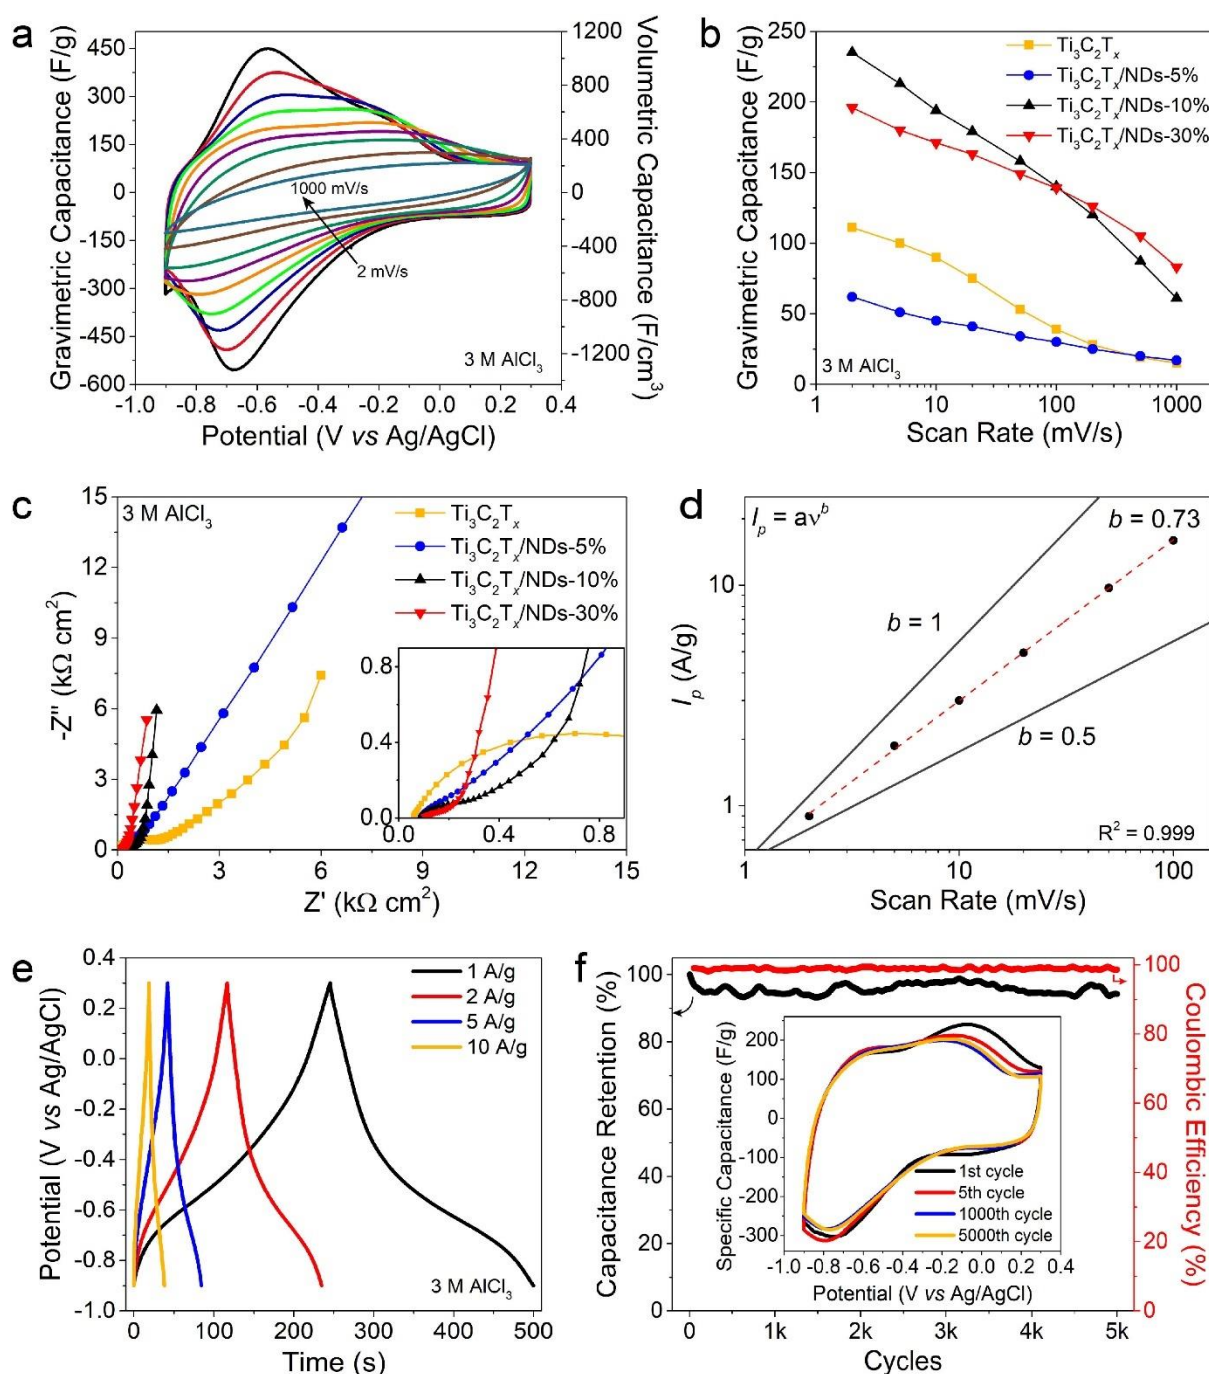 a
Gravimetric Capacitance (F/g)
450
300
150
0
-150
-300
-450
-600
-1.0 -0.8 -0.6 -0.4 -0.2 0.0 0.2 0.4
Potential (V vs Ag/AgCl)
1200
800
400
0
-400
-800
-1200
Volumetric Capacitance (F/cm³)
1000 mV/s
2 mV/s
3 M AlCl₃
b
Gravimetric Capacitance (F/g)
250
200
150
100
50
0
1 10 100 1000
Scan Rate (mV/s)
Ti₃C₂Tₓ
Ti₃C₂Tₓ/NDs-5%
Ti₃C₂Tₓ/NDs-10%
Ti₃C₂Tₓ/NDs-30%
3 M AlCl₃
c
-Z" (kΩ cm²)
15
12
9
6
3
0
0 1.5 3 4.5 6 9 11 12 13 15
Z' (kΩ cm²)
3 M AlCl₃
Ti₃C₂Tₓ
Ti₃C₂Tₓ/NDs-5%
Ti₃C₂Tₓ/NDs-10%
Ti₃C₂Tₓ/NDs-30%
0.8
0.4
0.0
0.0 0.4 0.8
d
Iₚ = aνᵇ
Iₚ (A/g)
10
1
1 10 100
Scan Rate (mV/s)
b = 0.73
b = 1
b = 0.5
R² = 0.999
e
Potential (V vs Ag/AgCl)
0.4
0.2
0.0
-0.2
-0.4
-0.6
-0.8
-1.0
0 100 200 300 400 500
Time (s)
1 A/g
2 A/g
5 A/g
10 A/g
3 M AlCl₃
f
Capacitance Retention (%)
100
80
60
40
20
0
0 1k 2k 3k 4k 5k
Cycles
100
80
60
40
20
0
Coulombic Efficiency (%)
Specific Capacitance (F/g)
200
100
0
-100
-200
-300
-1.0 -0.8 -0.6 -0.4 -0.2 0.0 0.2 0.4
Potential (V vs Ag/AgCl)
1st cycle
5th cycle
1000th cycle
5000th cycle